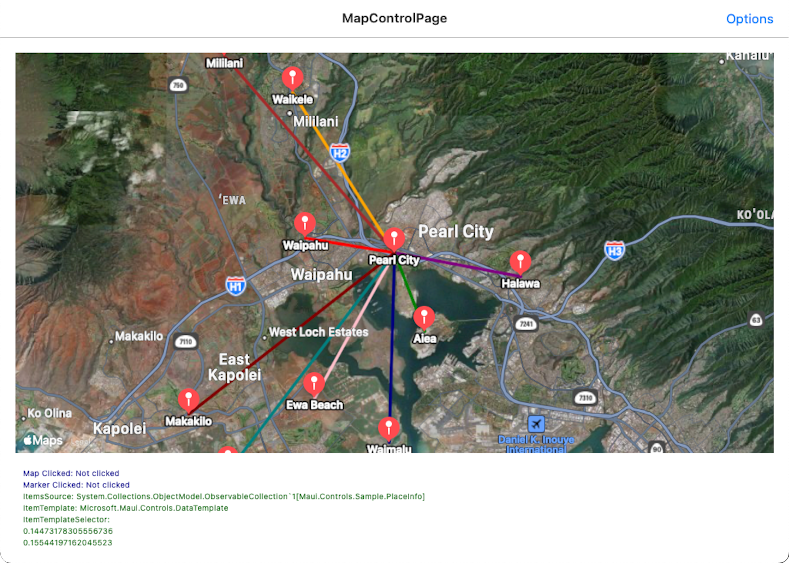 MapControlPage
Options
Kahalu
Mililani
750
Waikele
Mililani
H2
'EWA
Waipahu
Pearl City
Pearl City
KO'OLA
H3
Waipahu
Halawa
H1
63
7241
Aiea
Makakilo
7110
West Loch Estates
East
Kapolei
Ewa Beach
7310
Makakilo
Ko Olina
Kapolei
Waimalu
Maps
Daniel K. Inouye
International
90
Map Clicked: Not clicked
Marker Clicked: Not clicked
ItemsSource: System.Collections.ObjectModel.ObservableCollection`1[Maui.Controls.Sample.PlaceInfo]
ItemTemplate: Microsoft.Maui.Controls.DataTemplate
ItemTemplateSelector:
0.14473178305556736
0.15544197162045523